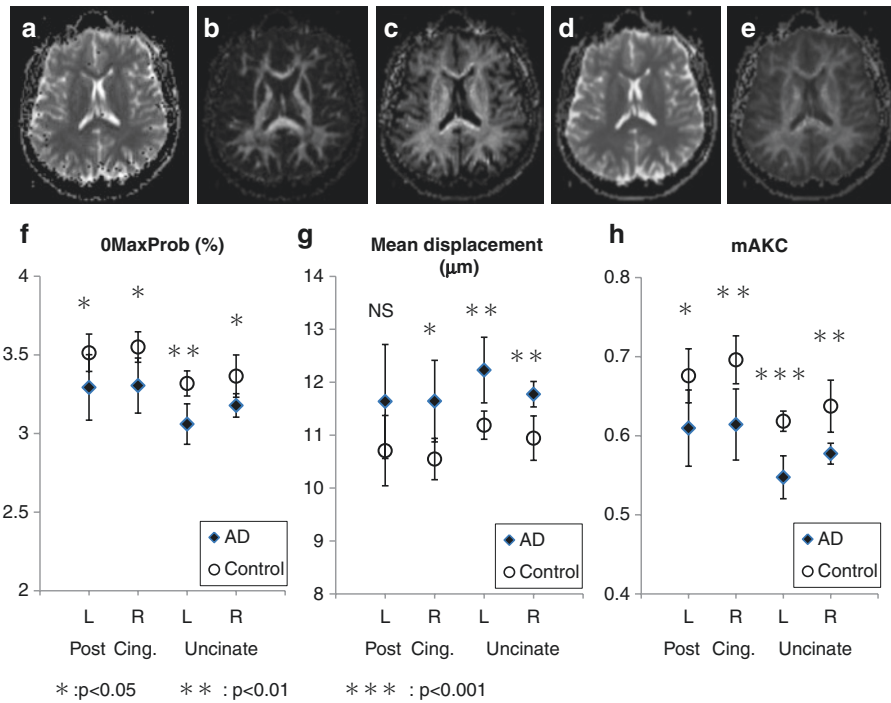 a b c d e
f 0MaxProb (%)
4
3.5
3
2.5
2
* * ** *
AD
Control
L R L R
Post Cing. Uncinate
g Mean displacement
(μm)
14
13
12
11
10
9
8
NS * ** **
AD
Control
L R L R
Post Cing. Uncinate
h mAKC
0.8
0.7
0.6
0.5
0.4
* ** *** **
AD
Control
L R L R
Post Cing. Uncinate
* :p<0.05 ** : p<0.01 *** : p<0.001